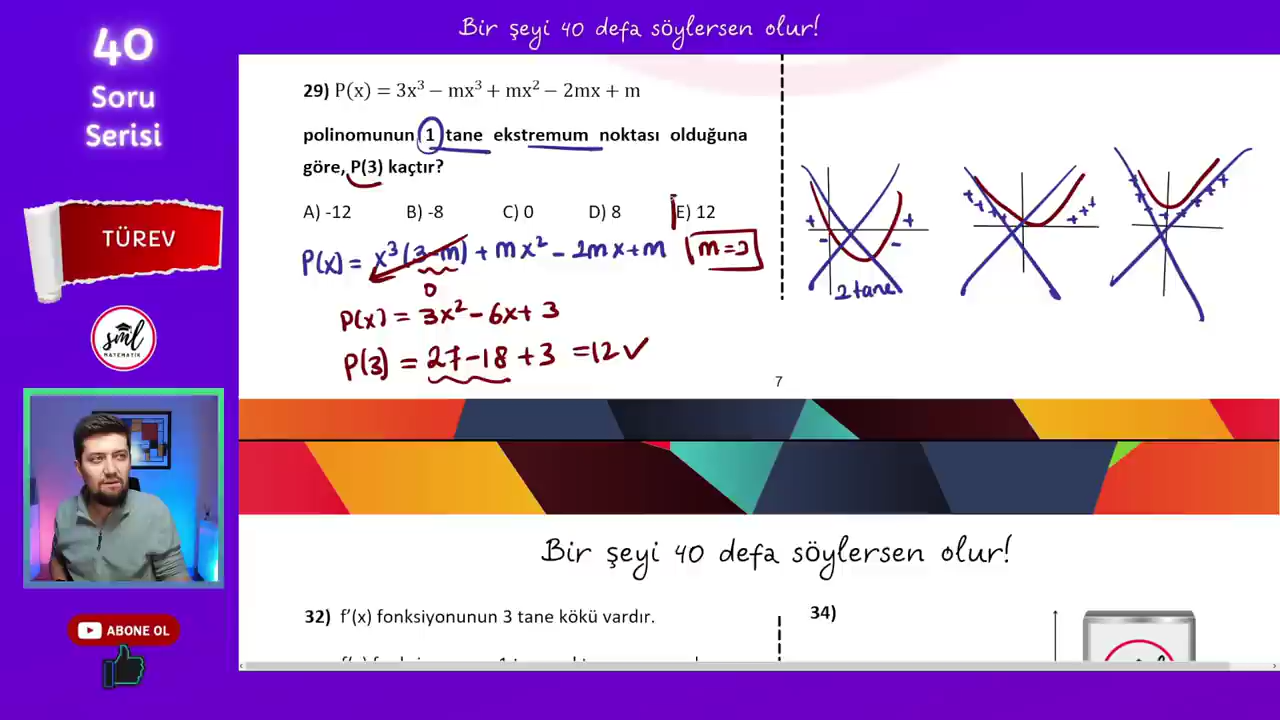 Bir şeyi 40 defa söylersen olur!
40
Soru
Serisi
TÜREV
SML
MATEMATİK
ABONE OL
29) P(x) = 3x³ − mx³ + mx² − 2mx + m
polinomunun 1 tane ekstremum noktası olduğuna
göre, P(3) kaçtır?
A) -12 B) -8 C) 0 D) 8 E) 12
P(x) = x³(3-m) + mx² - 2mx + m
0
m=3
P(x) = 3x² - 6x + 3
P(3) = 27-18 + 3 = 12 ✓
+ - + -
2 tane
+ + + + + + +
+ + + + + + +
7
Bir şeyi 40 defa söylersen olur!
32) f'(x) fonksiyonunun 3 tane kökü vardır.
34)